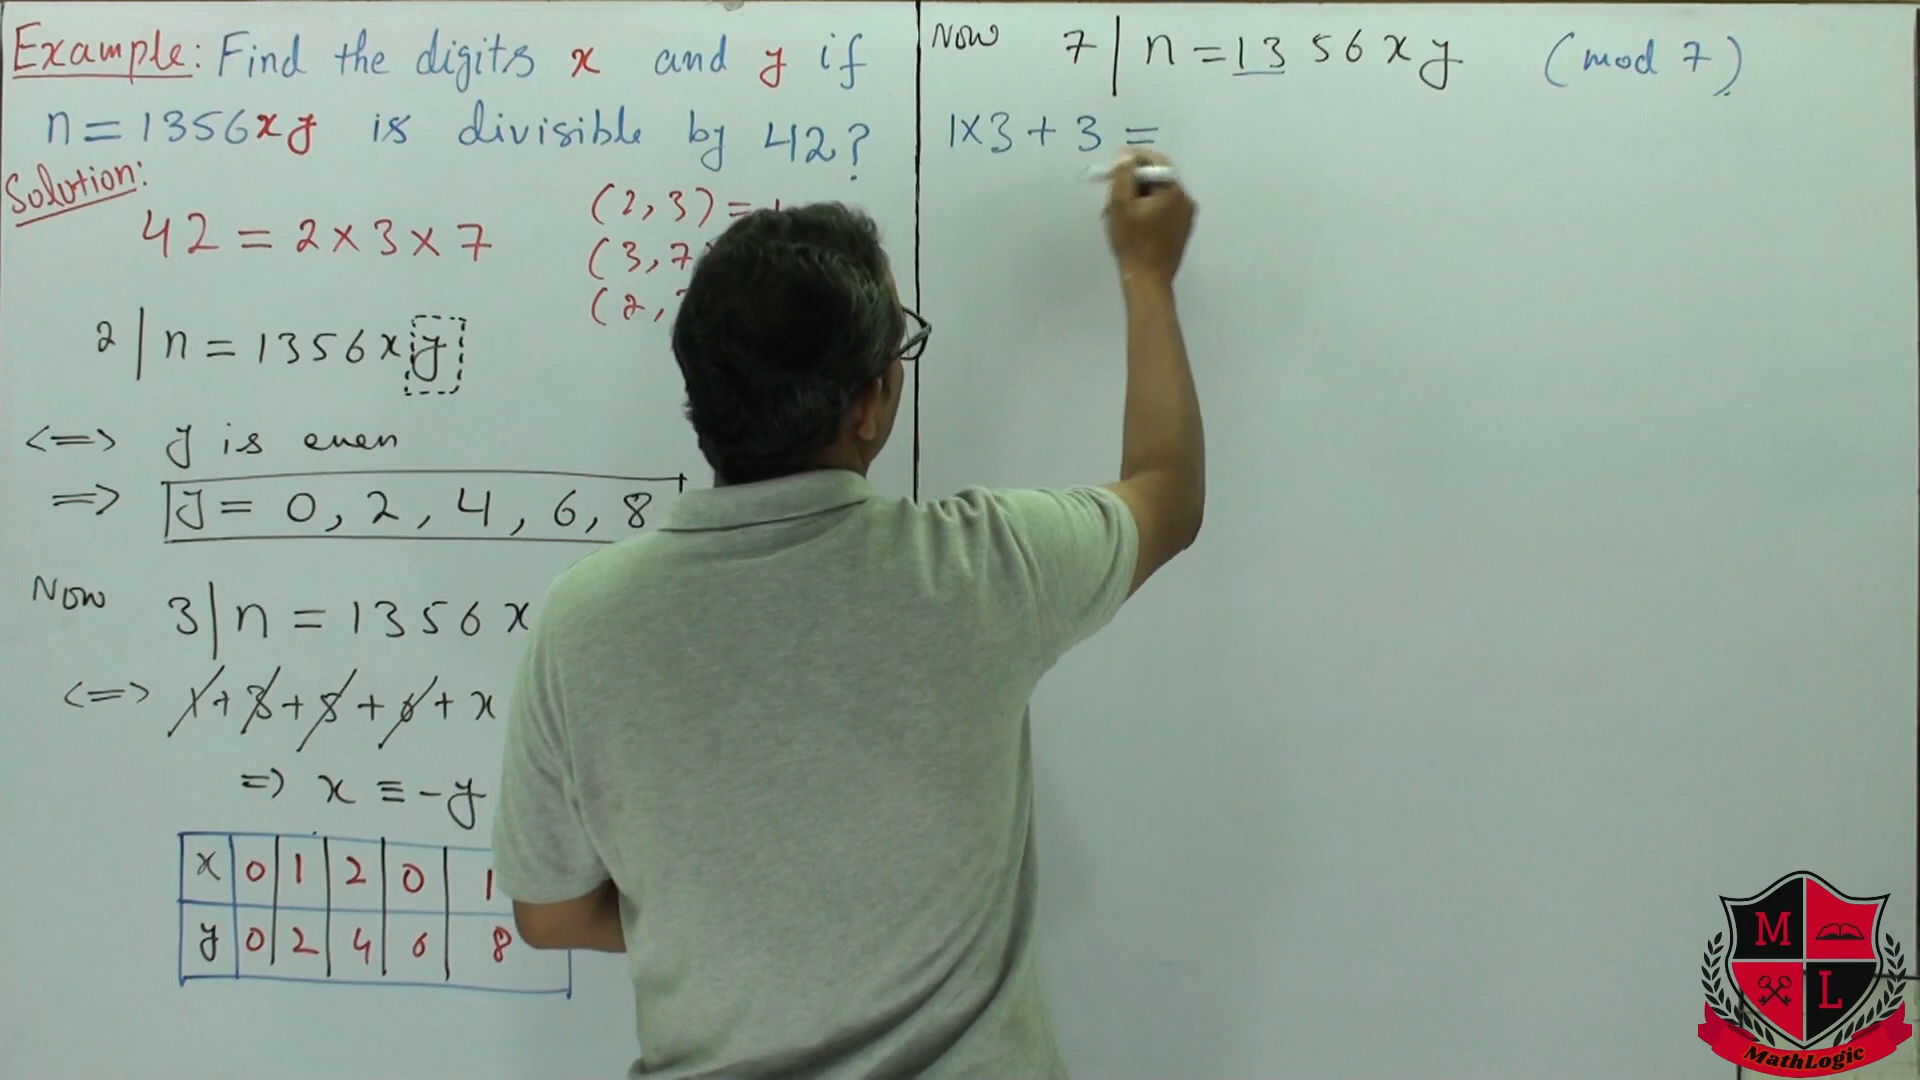 Example: Find the digits x and y if
n = 1356xy is divisible by 42?
Solution:
42 = 2 × 3 × 7
(2, 3) =
(3, 7
(2,
2 | n = 1356xy
<=> y is even
=> y = 0, 2, 4, 6, 8
Now 3 | n = 1356x
<=> 1 + 3 + 5 + 6 + x
=> x ≡ -y
x 0 1 2 0 1
y 0 2 4 6 8
Now 7 | n = 1356xy (mod 7)
1×3 + 3 =
M
L
MathLogic